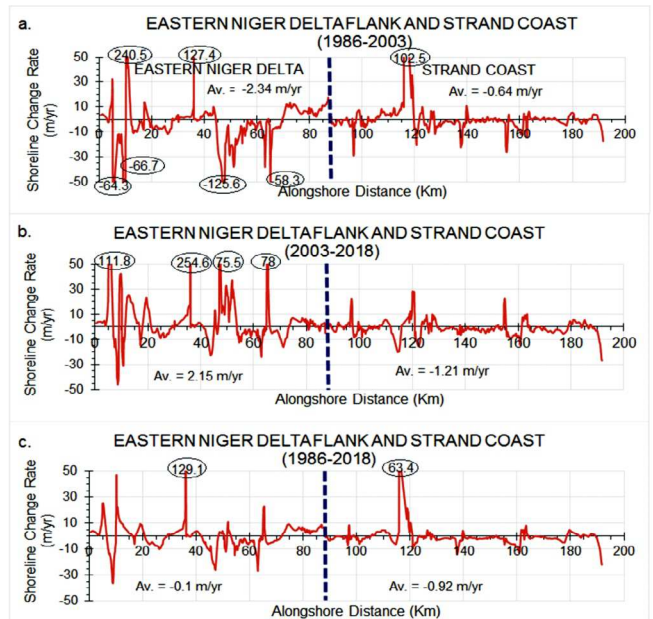 a.
EASTERN NIGER DELTAFLANK AND STRAND COAST
(1986-2003)
Shoreline Change Rate
(m/yr)
50
30
10
-10
-30
-50
240.5
127.4
102.5
EASTERN NIGER DELTA
STRAND COAST
Av. = -2.34 m/yr
Av. = -0.64 m/yr
0 20 40 60 80 100 120 140 160 180 200
-66.7
-64.3
-125.6
-58.3
Alongshore Distance (Km)
b.
EASTERN NIGER DELTAFLANK AND STRAND COAST
(2003-2018)
Shoreline Change Rate
(m/yr)
50
30
10
-10
-30
-50
111.8
254.6
75.5
78
0 20 40 60 80 100 120 140 160 180 200
Av. = 2.15 m/yr
Av. = -1.21 m/yr
Alongshore Distance (Km)
c.
EASTERN NIGER DELTAFLANK AND STRAND COAST
(1986-2018)
Shoreline Change Rate
(m/yr)
50
30
10
-10
-30
-50
129.1
63.4
0 20 40 60 80 100 120 140 160 180 200
Av. = -0.1 m/yr
Av. = -0.92 m/yr
Alongshore Distance (Km)